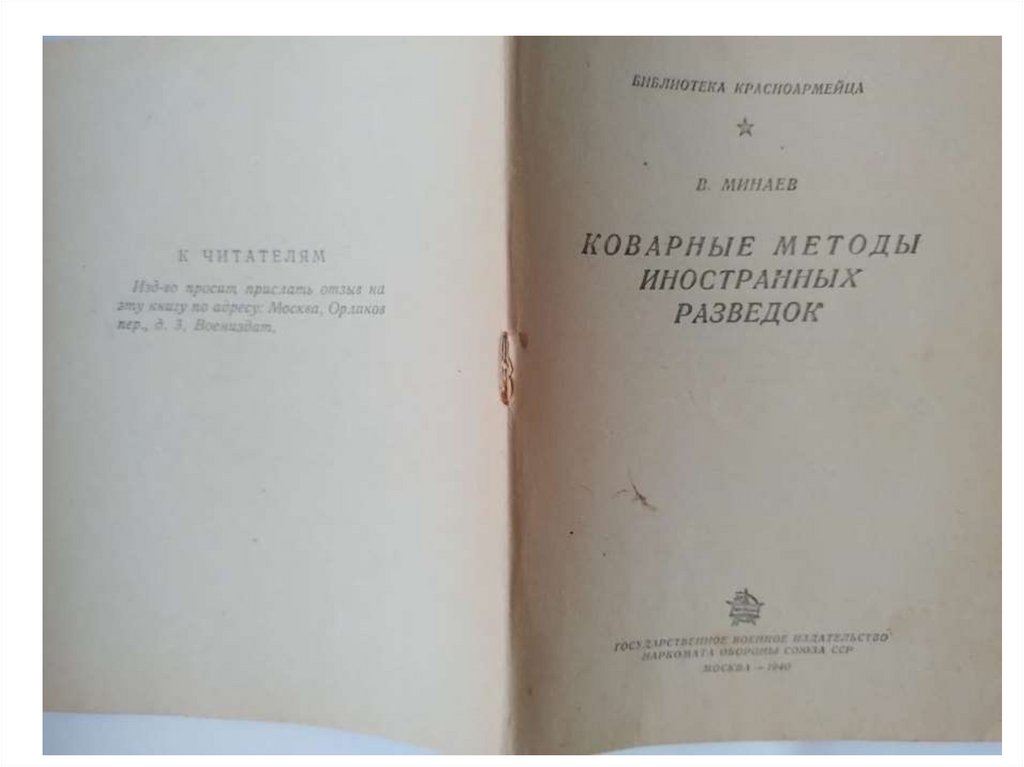 К ЧИТАТЕЛЯМ
Изд-во просит прислать отзыв на
эту книгу по адресу: Москва, Орликов
пер., д. 3, Воениздат.
БИБЛИОТЕКА КРАСНОАРМЕЙЦА
В. МИНАЕВ
КОВАРНЫЕ МЕТОДЫ
ИНОСТРАННЫХ
РАЗВЕДОК
ГОСУДАРСТВЕННОЕ ВОЕННОЕ ИЗДАТЕЛЬСТВО
НАРКОМАТА ОБОРОНЫ СОЮЗА ССР
МОСКВА — 1940